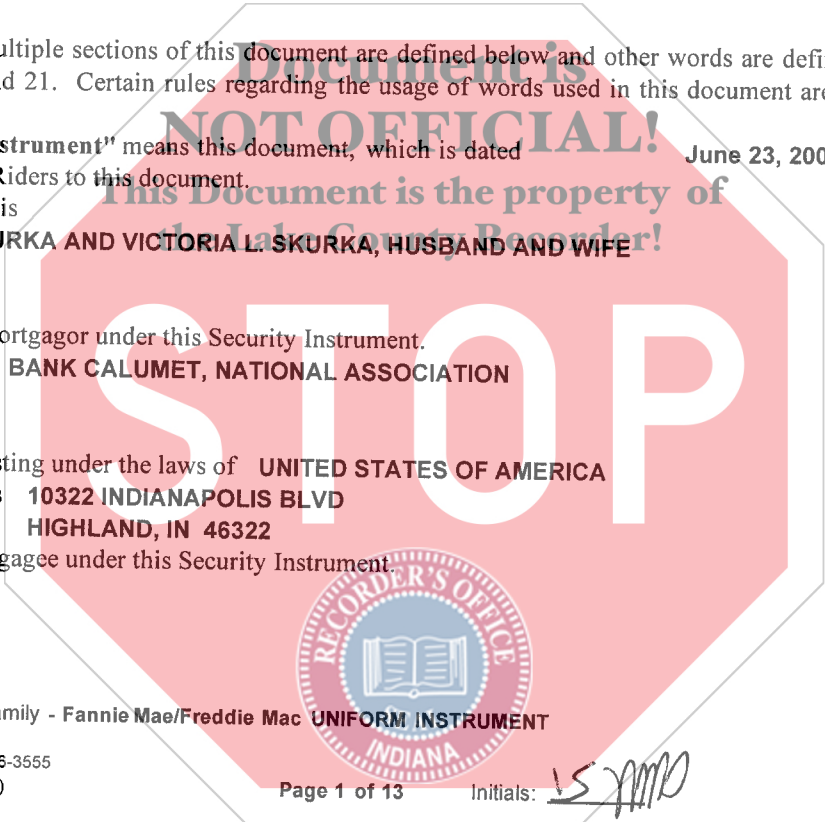 ultiple sections of this document are defined below and other words are defi
d 21. Certain rules regarding the usage of words used in this document are
Document is
NOT OFFICIAL!
strument" means this document, which is dated June 23, 200
Riders to this document.
This Document is the property of
is
the Lake County Recorder!
URKA AND VICTORIA L. SKURKA, HUSBAND AND WIFE
ortgagor under this Security Instrument.
BANK CALUMET, NATIONAL ASSOCIATION
STOP
ting under the laws of UNITED STATES OF AMERICA
10322 INDIANAPOLIS BLVD
HIGHLAND, IN 46322
gagee under this Security Instrument.
RECORDER'S OFFICE
INDIANA
mily - Fannie Mae/Freddie Mac UNIFORM INSTRUMENT
6-3555
)
Page 1 of 13 Initials: